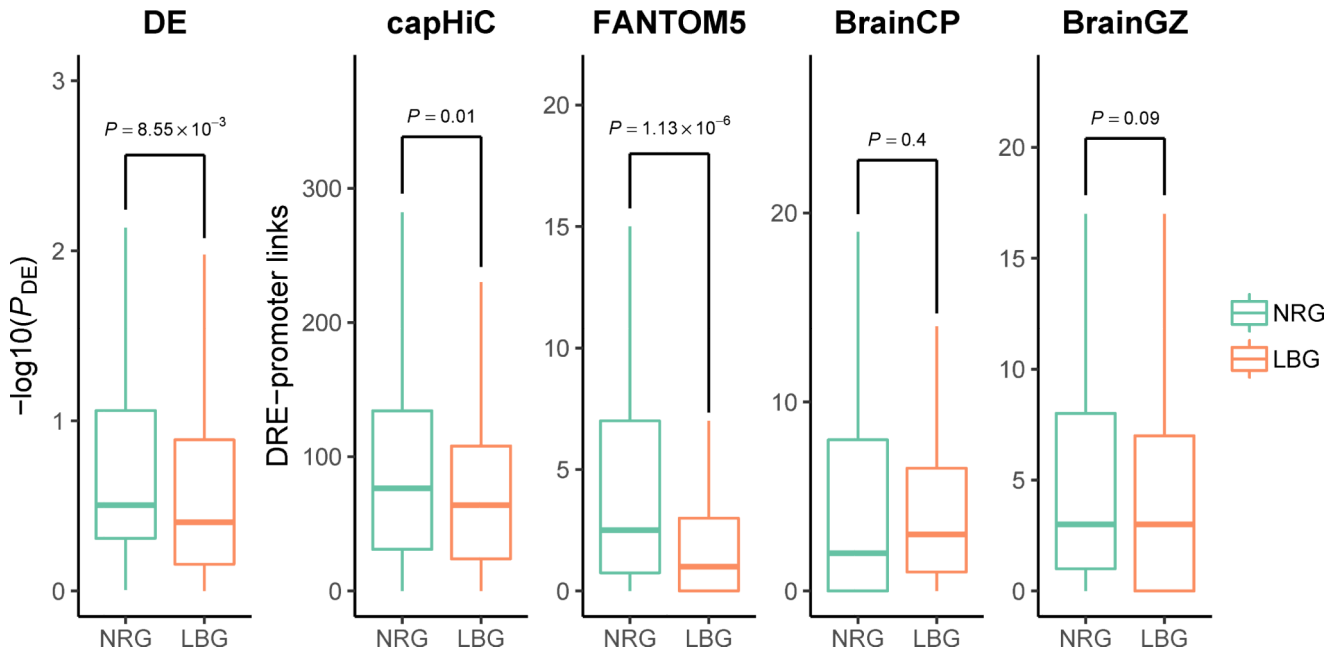 DE
capHiC
FANTOM5
BrainCP
BrainGZ
−log10(P_DE)
3
2
1
0
P = 8.55 × 10⁻³
NRG LBG
DRE−promoter links
300
200
100
0
P = 0.01
NRG LBG
20
15
10
5
0
P = 1.13 × 10⁻⁶
NRG LBG
20
10
0
P = 0.4
NRG LBG
20
15
10
5
0
P = 0.09
NRG LBG
NRG
LBG